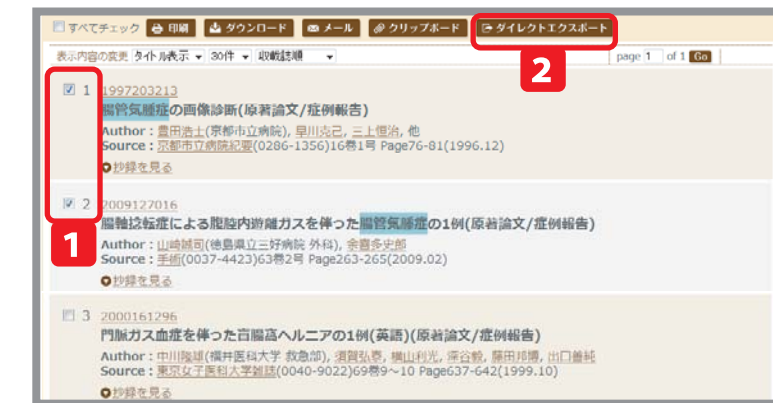 すべてチェック 印刷 ダウンロード メール クリップボード ダイレクトエクスポート
表示内容の変更 タイトル表示 30件 収載誌順 page 1 of 1 Go
2
1 1997203213
腸管気腫症の画像診断(原著論文/症例報告)
Author：豊田浩士(京都市立病院), 早川克己, 三上恒治, 他
Source：京都市立病院紀要(0286-1356)16巻1号 Page76-81(1996.12)
抄録を見る
2 2009127016
腸軸捻転症による腹腔内遊離ガスを伴った腸管気腫症の1例(原著論文/症例報告)
1
Author：山崎誠司(徳島県立三好病院 外科), 余喜多史郎
Source：手術(0037-4423)63巻2号 Page263-265(2009.02)
抄録を見る
3 2000161296
門脈ガス血症を伴った盲腸窩ヘルニアの1例(英語)(原著論文/症例報告)
Author：中川隆雄(福井医科大学 救急部), 須賀弘泰, 横山利光, 深谷毅, 藤田邦博, 出口善純
Source：東京女子医科大学雑誌(0040-9022)69巻9～10 Page637-642(1999.10)
抄録を見る